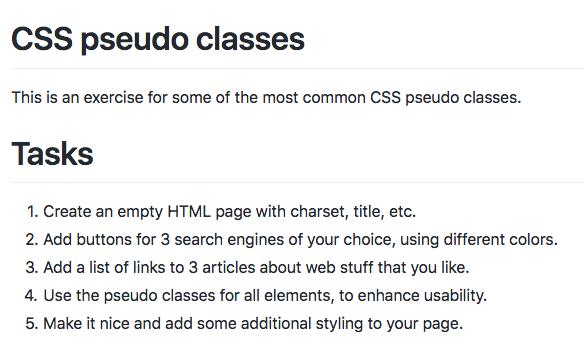 CSS pseudo classes
This is an exercise for some of the most common CSS pseudo classes.
Tasks
1. Create an empty HTML page with charset, title, etc.
2. Add buttons for 3 search engines of your choice, using different colors.
3. Add a list of links to 3 articles about web stuff that you like.
4. Use the pseudo classes for all elements, to enhance usability.
5. Make it nice and add some additional styling to your page.